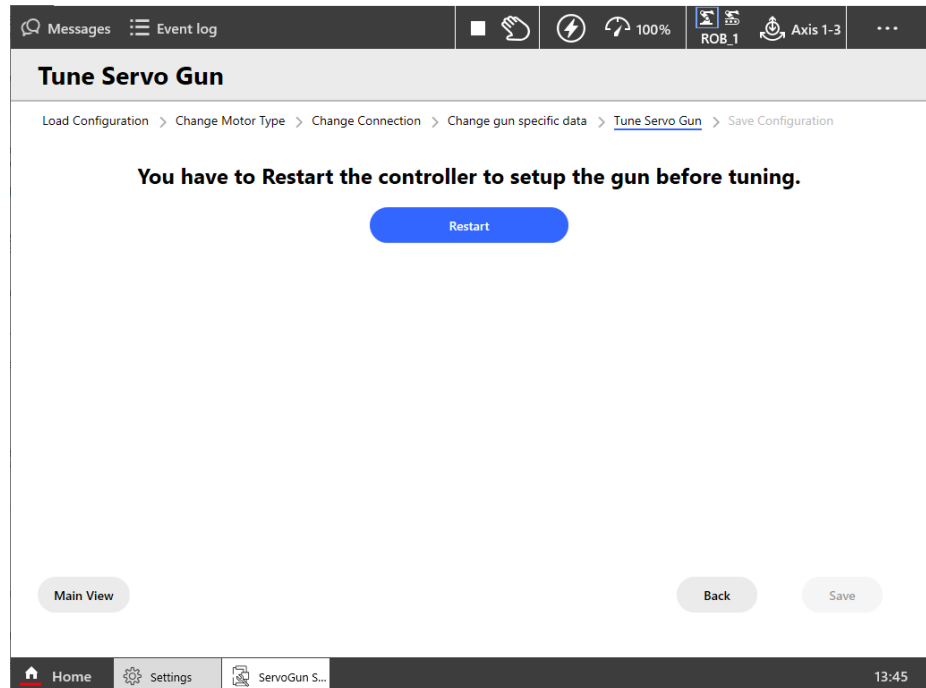 Messages
Event log
100%
ROB_1
Axis 1-3
Tune Servo Gun
Load Configuration > Change Motor Type > Change Connection > Change gun specific data > Tune Servo Gun > Save Configuration
You have to Restart the controller to setup the gun before tuning.
Restart
Main View
Back
Save
Home
Settings
ServoGun S...
13:45